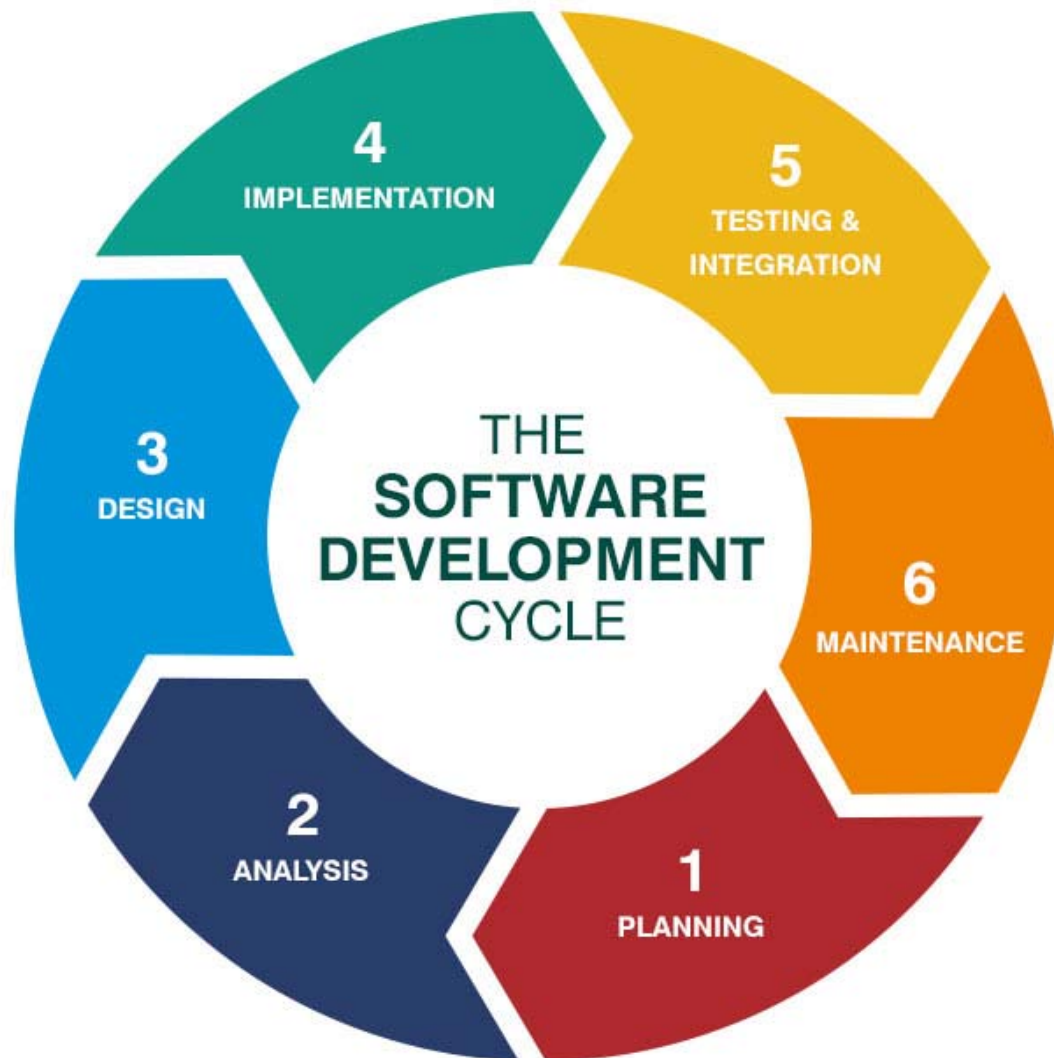 THE
SOFTWARE
DEVELOPMENT
CYCLE
1
PLANNING
2
ANALYSIS
3
DESIGN
4
IMPLEMENTATION
5
TESTING &
INTEGRATION
6
MAINTENANCE